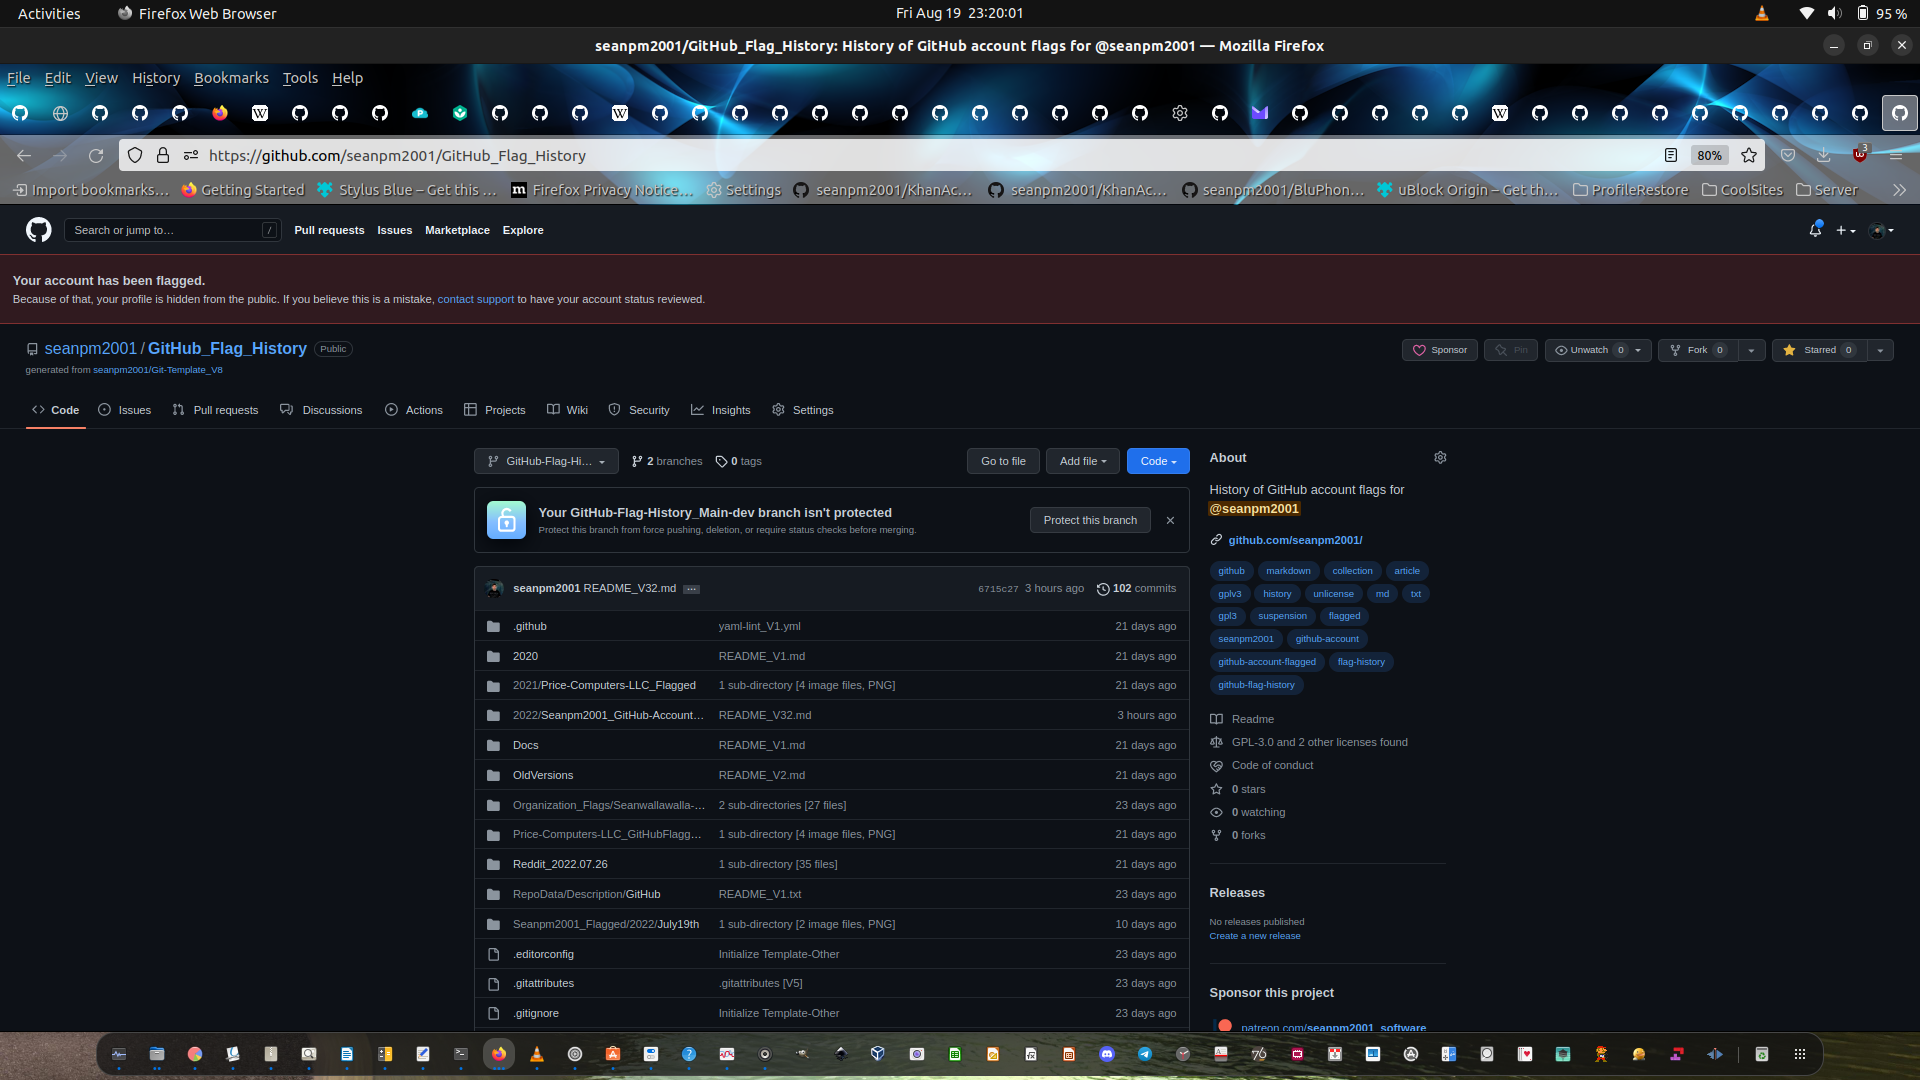 Activities
Firefox Web Browser
Fri Aug 19 23:20:01
95 %
seanpm2001/GitHub_Flag_History: History of GitHub account flags for @seanpm2001 — Mozilla Firefox
File Edit View History Bookmarks Tools Help
https://github.com/seanpm2001/GitHub_Flag_History
80%
3
Import bookmarks…
Getting Started
Stylus Blue – Get this …
Firefox Privacy Notice…
Settings
seanpm2001/KhanAc…
seanpm2001/KhanAc…
seanpm2001/BluPhon…
uBlock Origin – Get th…
ProfileRestore
CoolSites
Server
Search or jump to…
/
Pull requests
Issues
Marketplace
Explore
Your account has been flagged.
Because of that, your profile is hidden from the public. If you believe this is a mistake, contact support to have your account status reviewed.
seanpm2001 / GitHub_Flag_History Public
generated from seanpm2001/Git-Template_V8
Sponsor
Pin
Unwatch 0
Fork 0
Starred 0
Code
Issues
Pull requests
Discussions
Actions
Projects
Wiki
Security
Insights
Settings
GitHub-Flag-Hi…
2 branches
0 tags
Go to file
Add file
Code
Your GitHub-Flag-History_Main-dev branch isn't protected
Protect this branch from force pushing, deletion, or require status checks before merging.
Protect this branch
seanpm2001 README_V32.md …
6715c27 3 hours ago
102 commits
.github yaml-lint_V1.yml 21 days ago
2020 README_V1.md 21 days ago
2021/Price-Computers-LLC_Flagged 1 sub-directory [4 image files, PNG] 21 days ago
2022/Seanpm2001_GitHub-Account… README_V32.md 3 hours ago
Docs README_V1.md 21 days ago
OldVersions README_V2.md 21 days ago
Organization_Flags/Seanwallawalla-… 2 sub-directories [27 files] 23 days ago
Price-Computers-LLC_GitHubFlagg… 1 sub-directory [4 image files, PNG] 21 days ago
Reddit_2022.07.26 1 sub-directory [35 files] 21 days ago
RepoData/Description/GitHub README_V1.txt 23 days ago
Seanpm2001_Flagged/2022/July19th 1 sub-directory [2 image files, PNG] 10 days ago
.editorconfig Initialize Template-Other 23 days ago
.gitattributes .gitattributes [V5] 23 days ago
.gitignore Initialize Template-Other 23 days ago
About
History of GitHub account flags for
@seanpm2001
github.com/seanpm2001/
github markdown collection article
gplv3 history unlicense md txt
gpl3 suspension flagged
seanpm2001 github-account
github-account-flagged flag-history
github-flag-history
Readme
GPL-3.0 and 2 other licenses found
Code of conduct
0 stars
0 watching
0 forks
Releases
No releases published
Create a new release
Sponsor this project
patreon.com/seanpm2001_software